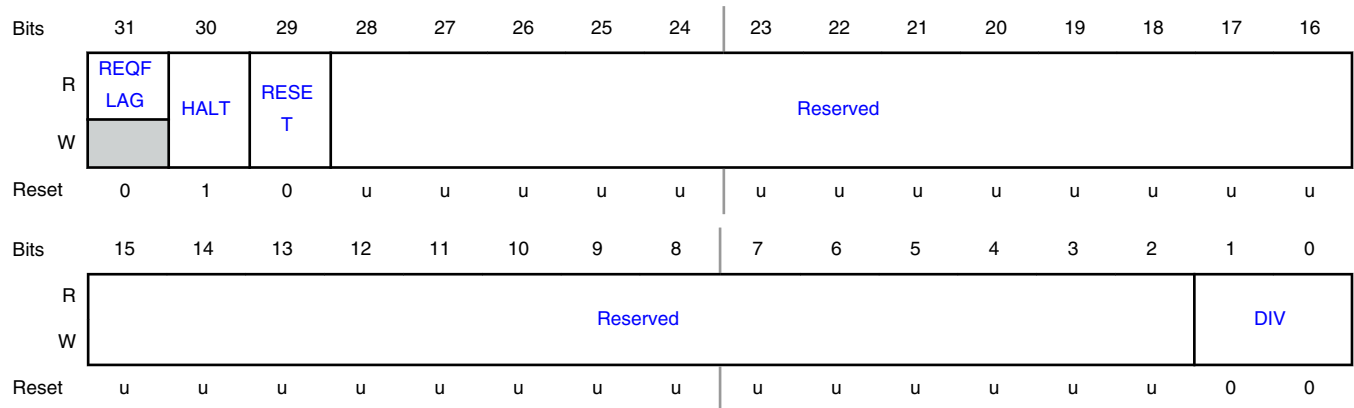 Bits 31 30 29 28 27 26 25 24 23 22 21 20 19 18 17 16
R REQF
LAG HALT RESE
T Reserved
W
Reset 0 1 0 u u u u u u u u u u u u u
Bits 15 14 13 12 11 10 9 8 7 6 5 4 3 2 1 0
R
Reserved DIV
W
Reset u u u u u u u u u u u u u u 0 0